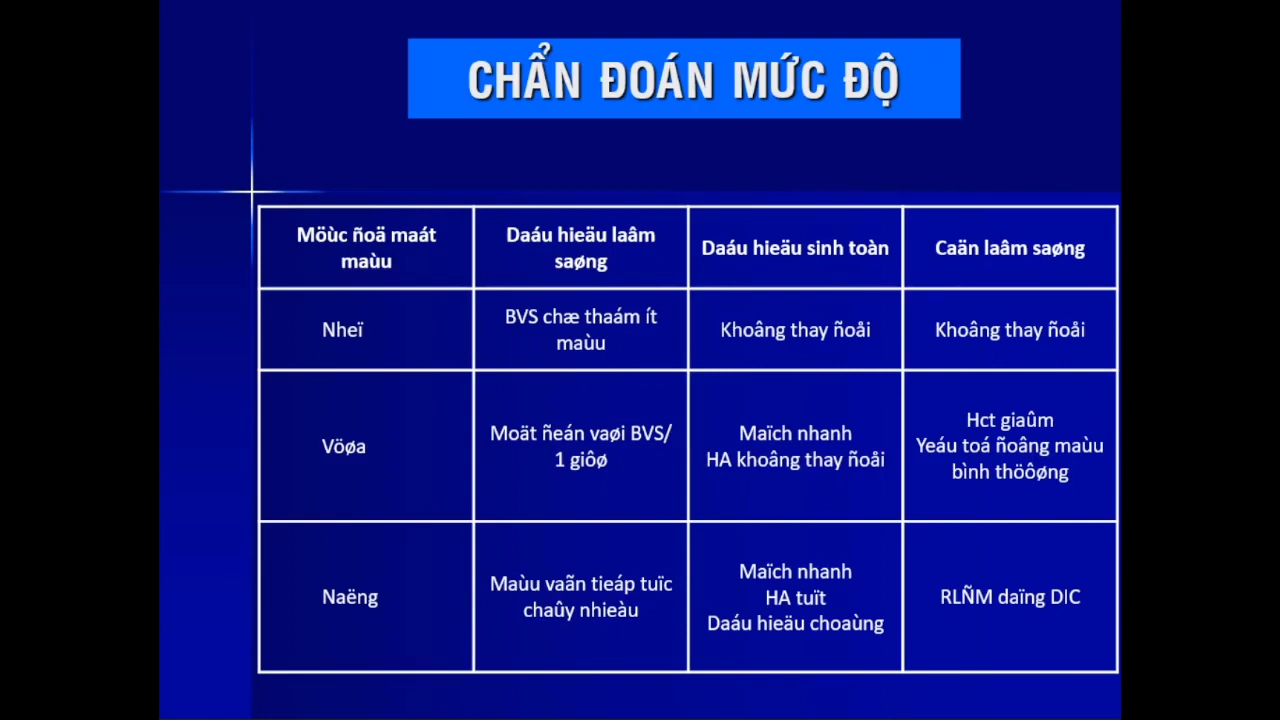 CHẨN ĐOÁN MỨC ĐỘ
Möùc ñoä maát
maùu
Daáu hieäu laâm
saøng
Daáu hieäu sinh toàn
Caän laâm saøng
Nheï
BVS chæ thaám ít
maùu
Khoâng thay ñoåi
Khoâng thay ñoåi
Vöøa
Moät ñeán vaøi BVS/
1 giôø
Maïch nhanh
HA khoâng thay ñoåi
Hct giaûm
Yeáu toá ñoâng maùu
bình thöôøng
Naëng
Maùu vaãn tieáp tuïc
chaûy nhieàu
Maïch nhanh
HA tuït
Daáu hieäu choaùng
RLÑM daïng DIC